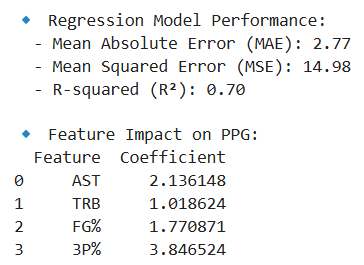 🔹 Regression Model Performance:
- Mean Absolute Error (MAE): 2.77
- Mean Squared Error (MSE): 14.98
- R-squared (R²): 0.70
🔹 Feature Impact on PPG:
Feature Coefficient
0 AST 2.136148
1 TRB 1.018624
2 FG% 1.770871
3 3P% 3.846524